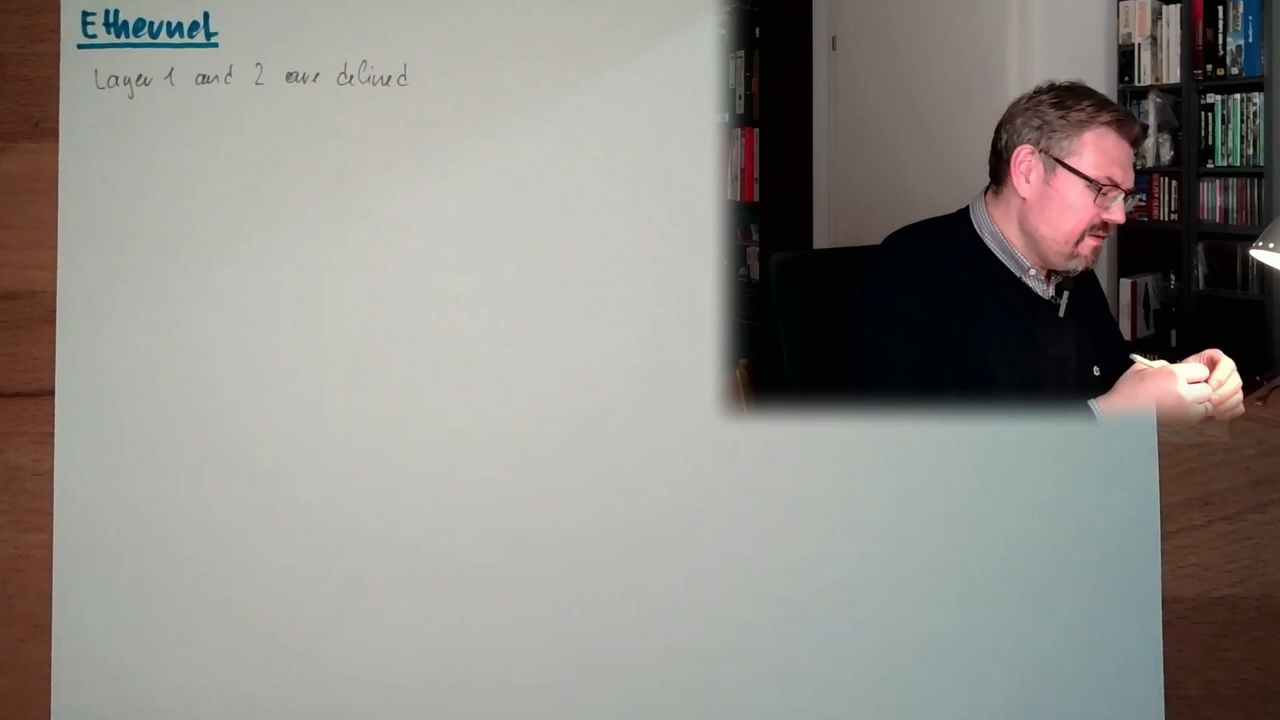 Ethernet
Layer 1 and 2 are defined